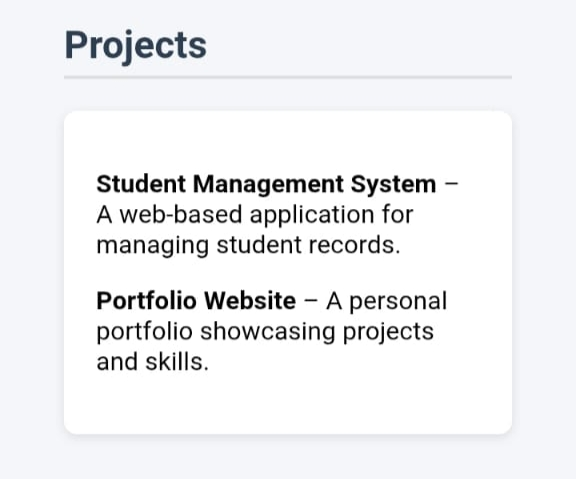 Projects
Student Management System –
A web-based application for
managing student records.
Portfolio Website – A personal
portfolio showcasing projects
and skills.